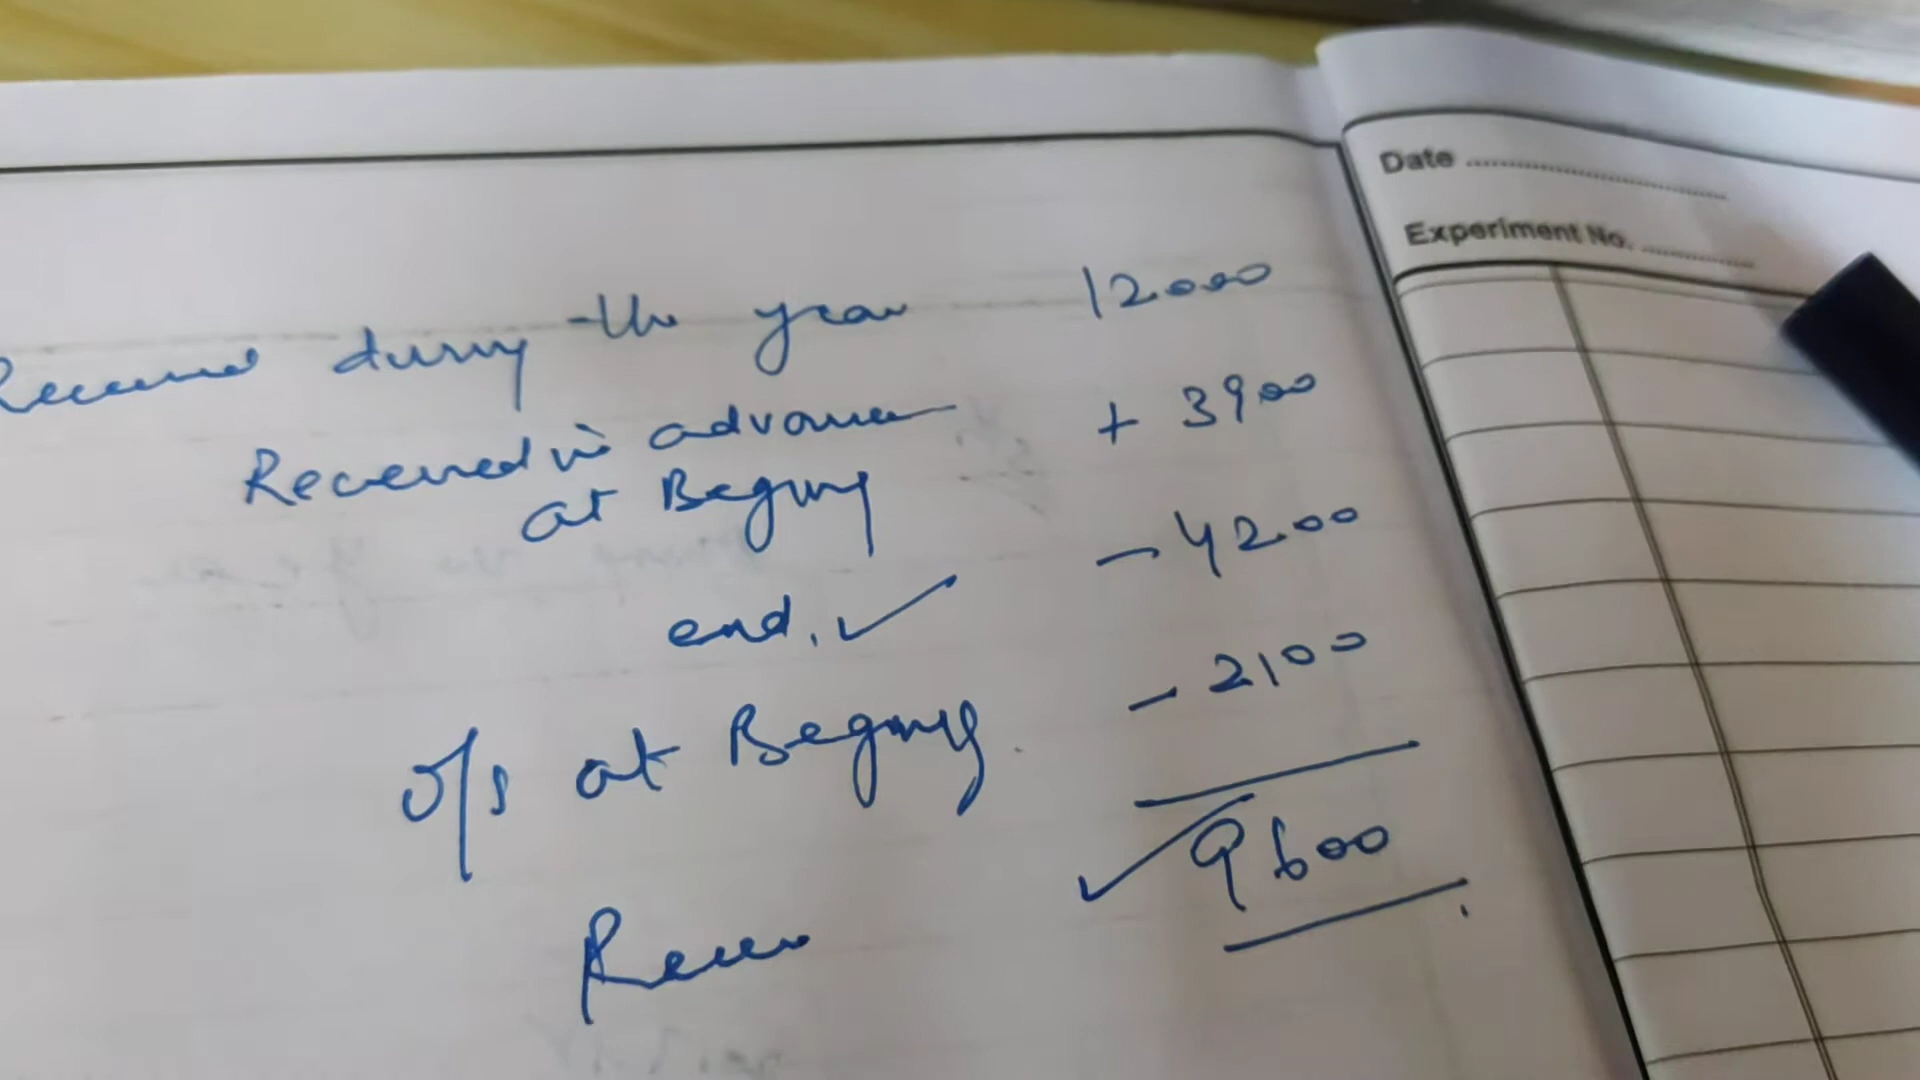 Received during the year 12000
Received in advance + 3900
at Beging
end. - 4200
o/s at Beging - 2100
9600
Date
Experiment No.